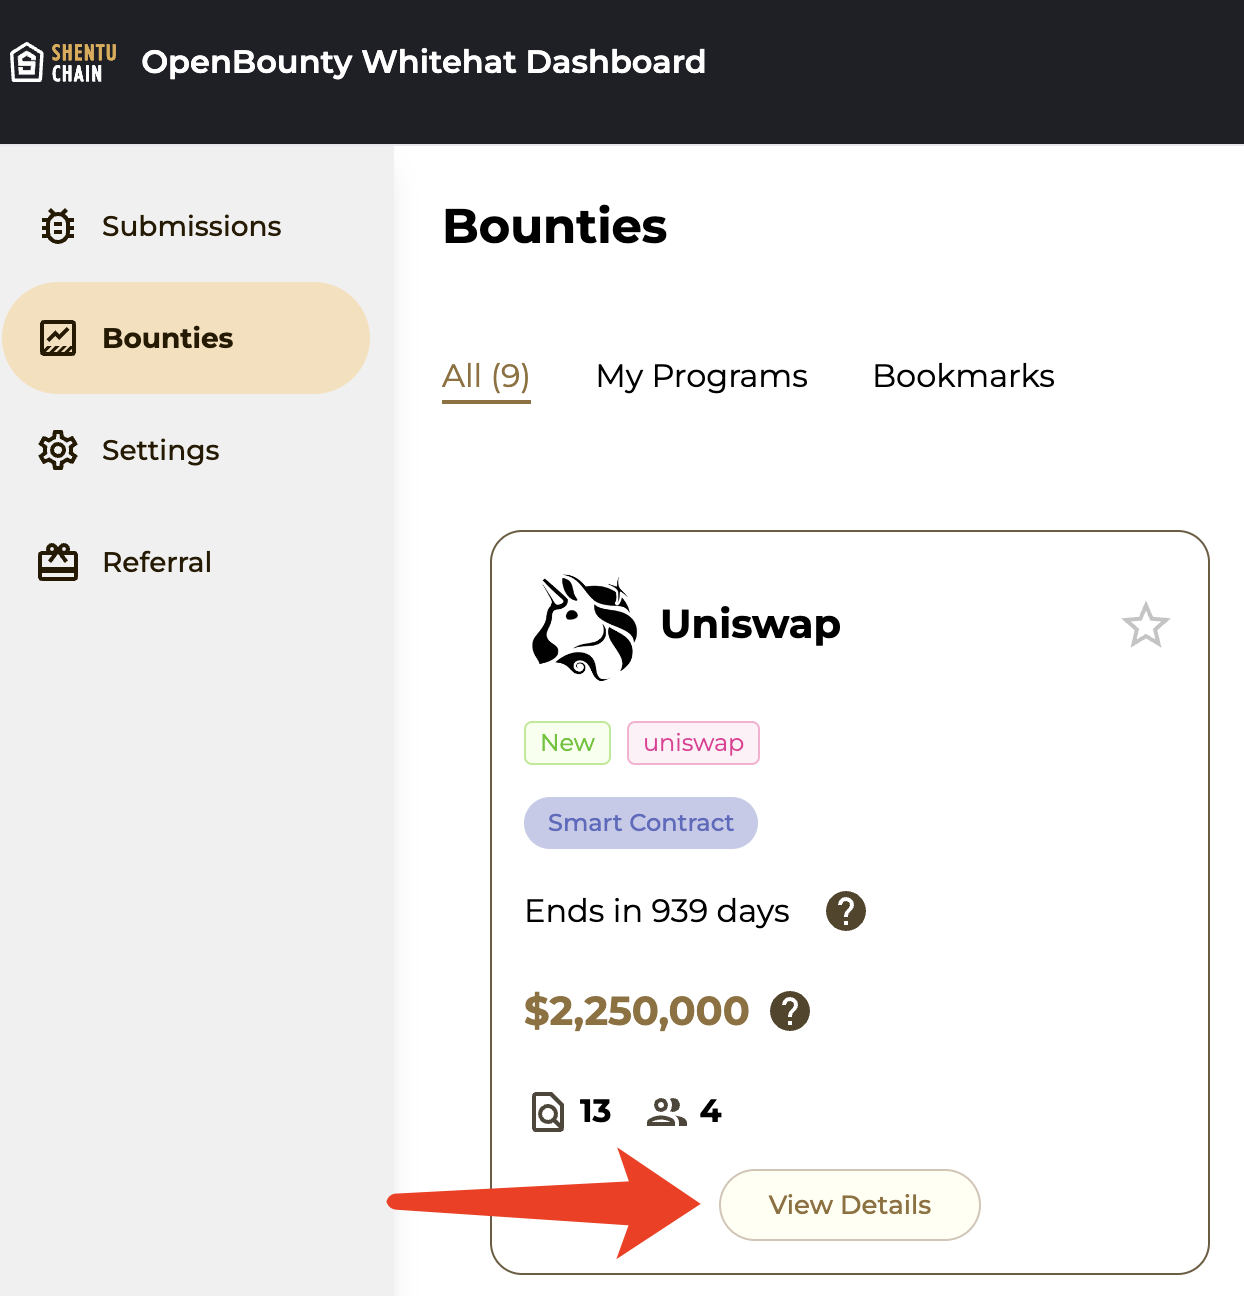 SHENTU
CHAIN
OpenBounty Whitehat Dashboard
Submissions
Bounties
Settings
Referral
Bounties
All (9) My Programs Bookmarks
Uniswap
New uniswap
Smart Contract
Ends in 939 days ?
$2,250,000 ?
13 4
View Details